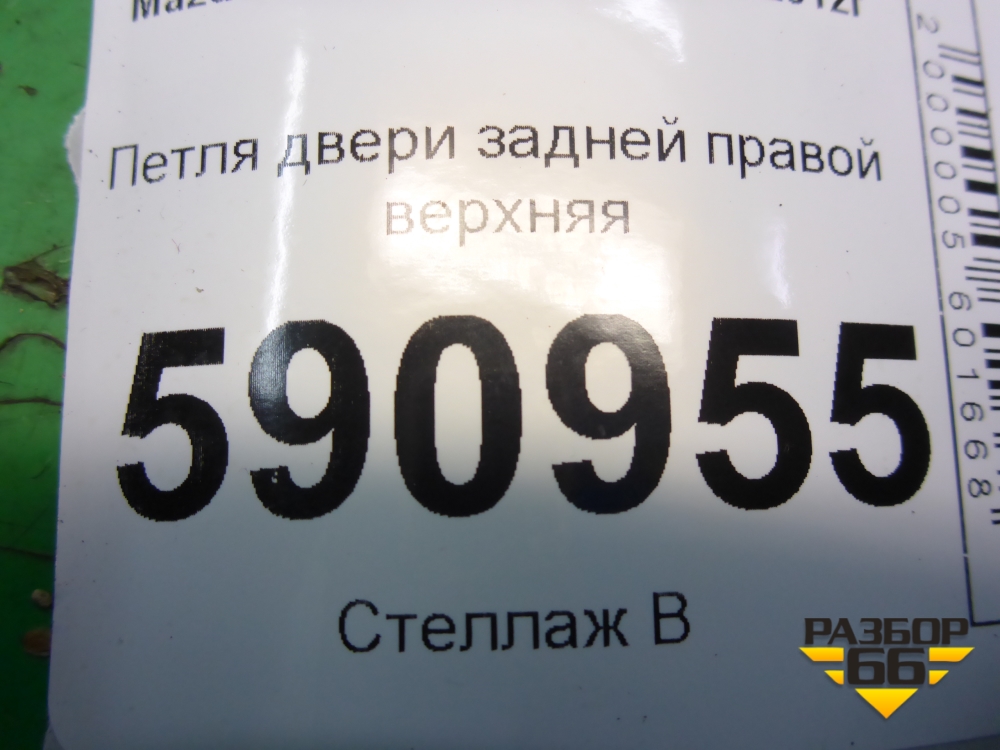 Петля двери задней правой
верхняя
590955
Стеллаж В
2000005601668
РАЗБОР
66